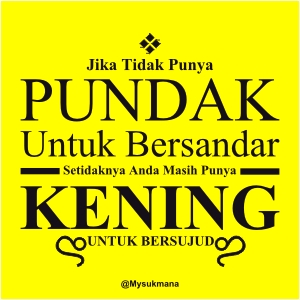 Jika Tidak Punya
PUNDAK
Untuk Bersandar
Setidaknya Anda Masih Punya
KENING
UNTUK BERSUJUD
@Mysukmana